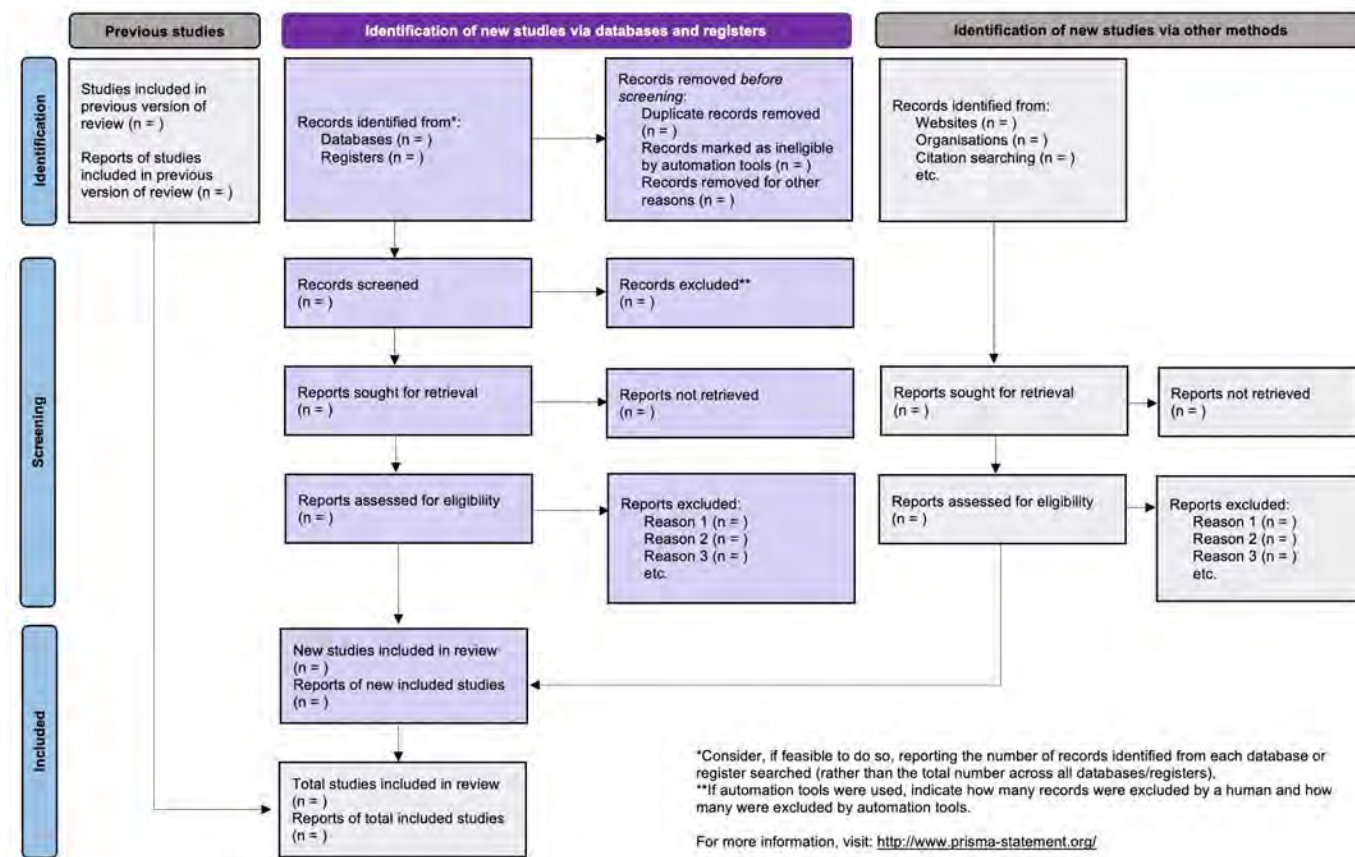 Previous studies
Identification of new studies via databases and registers
Identification of new studies via other methods
Identification
Studies included in
previous version of
review (n = )
Reports of studies
included in previous
version of review (n = )
Records identified from*:
Databases (n = )
Registers (n = )
Records removed before
screening:
Duplicate records removed
(n = )
Records marked as ineligible
by automation tools (n = )
Records removed for other
reasons (n = )
Records identified from:
Websites (n = )
Organisations (n = )
Citation searching (n = )
etc.
Screening
Records screened
(n = )
Records excluded**
(n = )
Reports sought for retrieval
(n = )
Reports not retrieved
(n = )
Reports sought for retrieval
(n = )
Reports not retrieved
(n = )
Reports assessed for eligibility
(n = )
Reports excluded:
Reason 1 (n = )
Reason 2 (n = )
Reason 3 (n = )
etc.
Reports assessed for eligibility
(n = )
Reports excluded:
Reason 1 (n = )
Reason 2 (n = )
Reason 3 (n = )
etc.
Included
New studies included in review
(n = )
Reports of new included studies
(n = )
Total studies included in review
(n = )
Reports of total included studies
(n = )
*Consider, if feasible to do so, reporting the number of records identified from each database or
register searched (rather than the total number across all databases/registers).
**If automation tools were used, indicate how many records were excluded by a human and how
many were excluded by automation tools.
For more information, visit: http://www.prisma-statement.org/